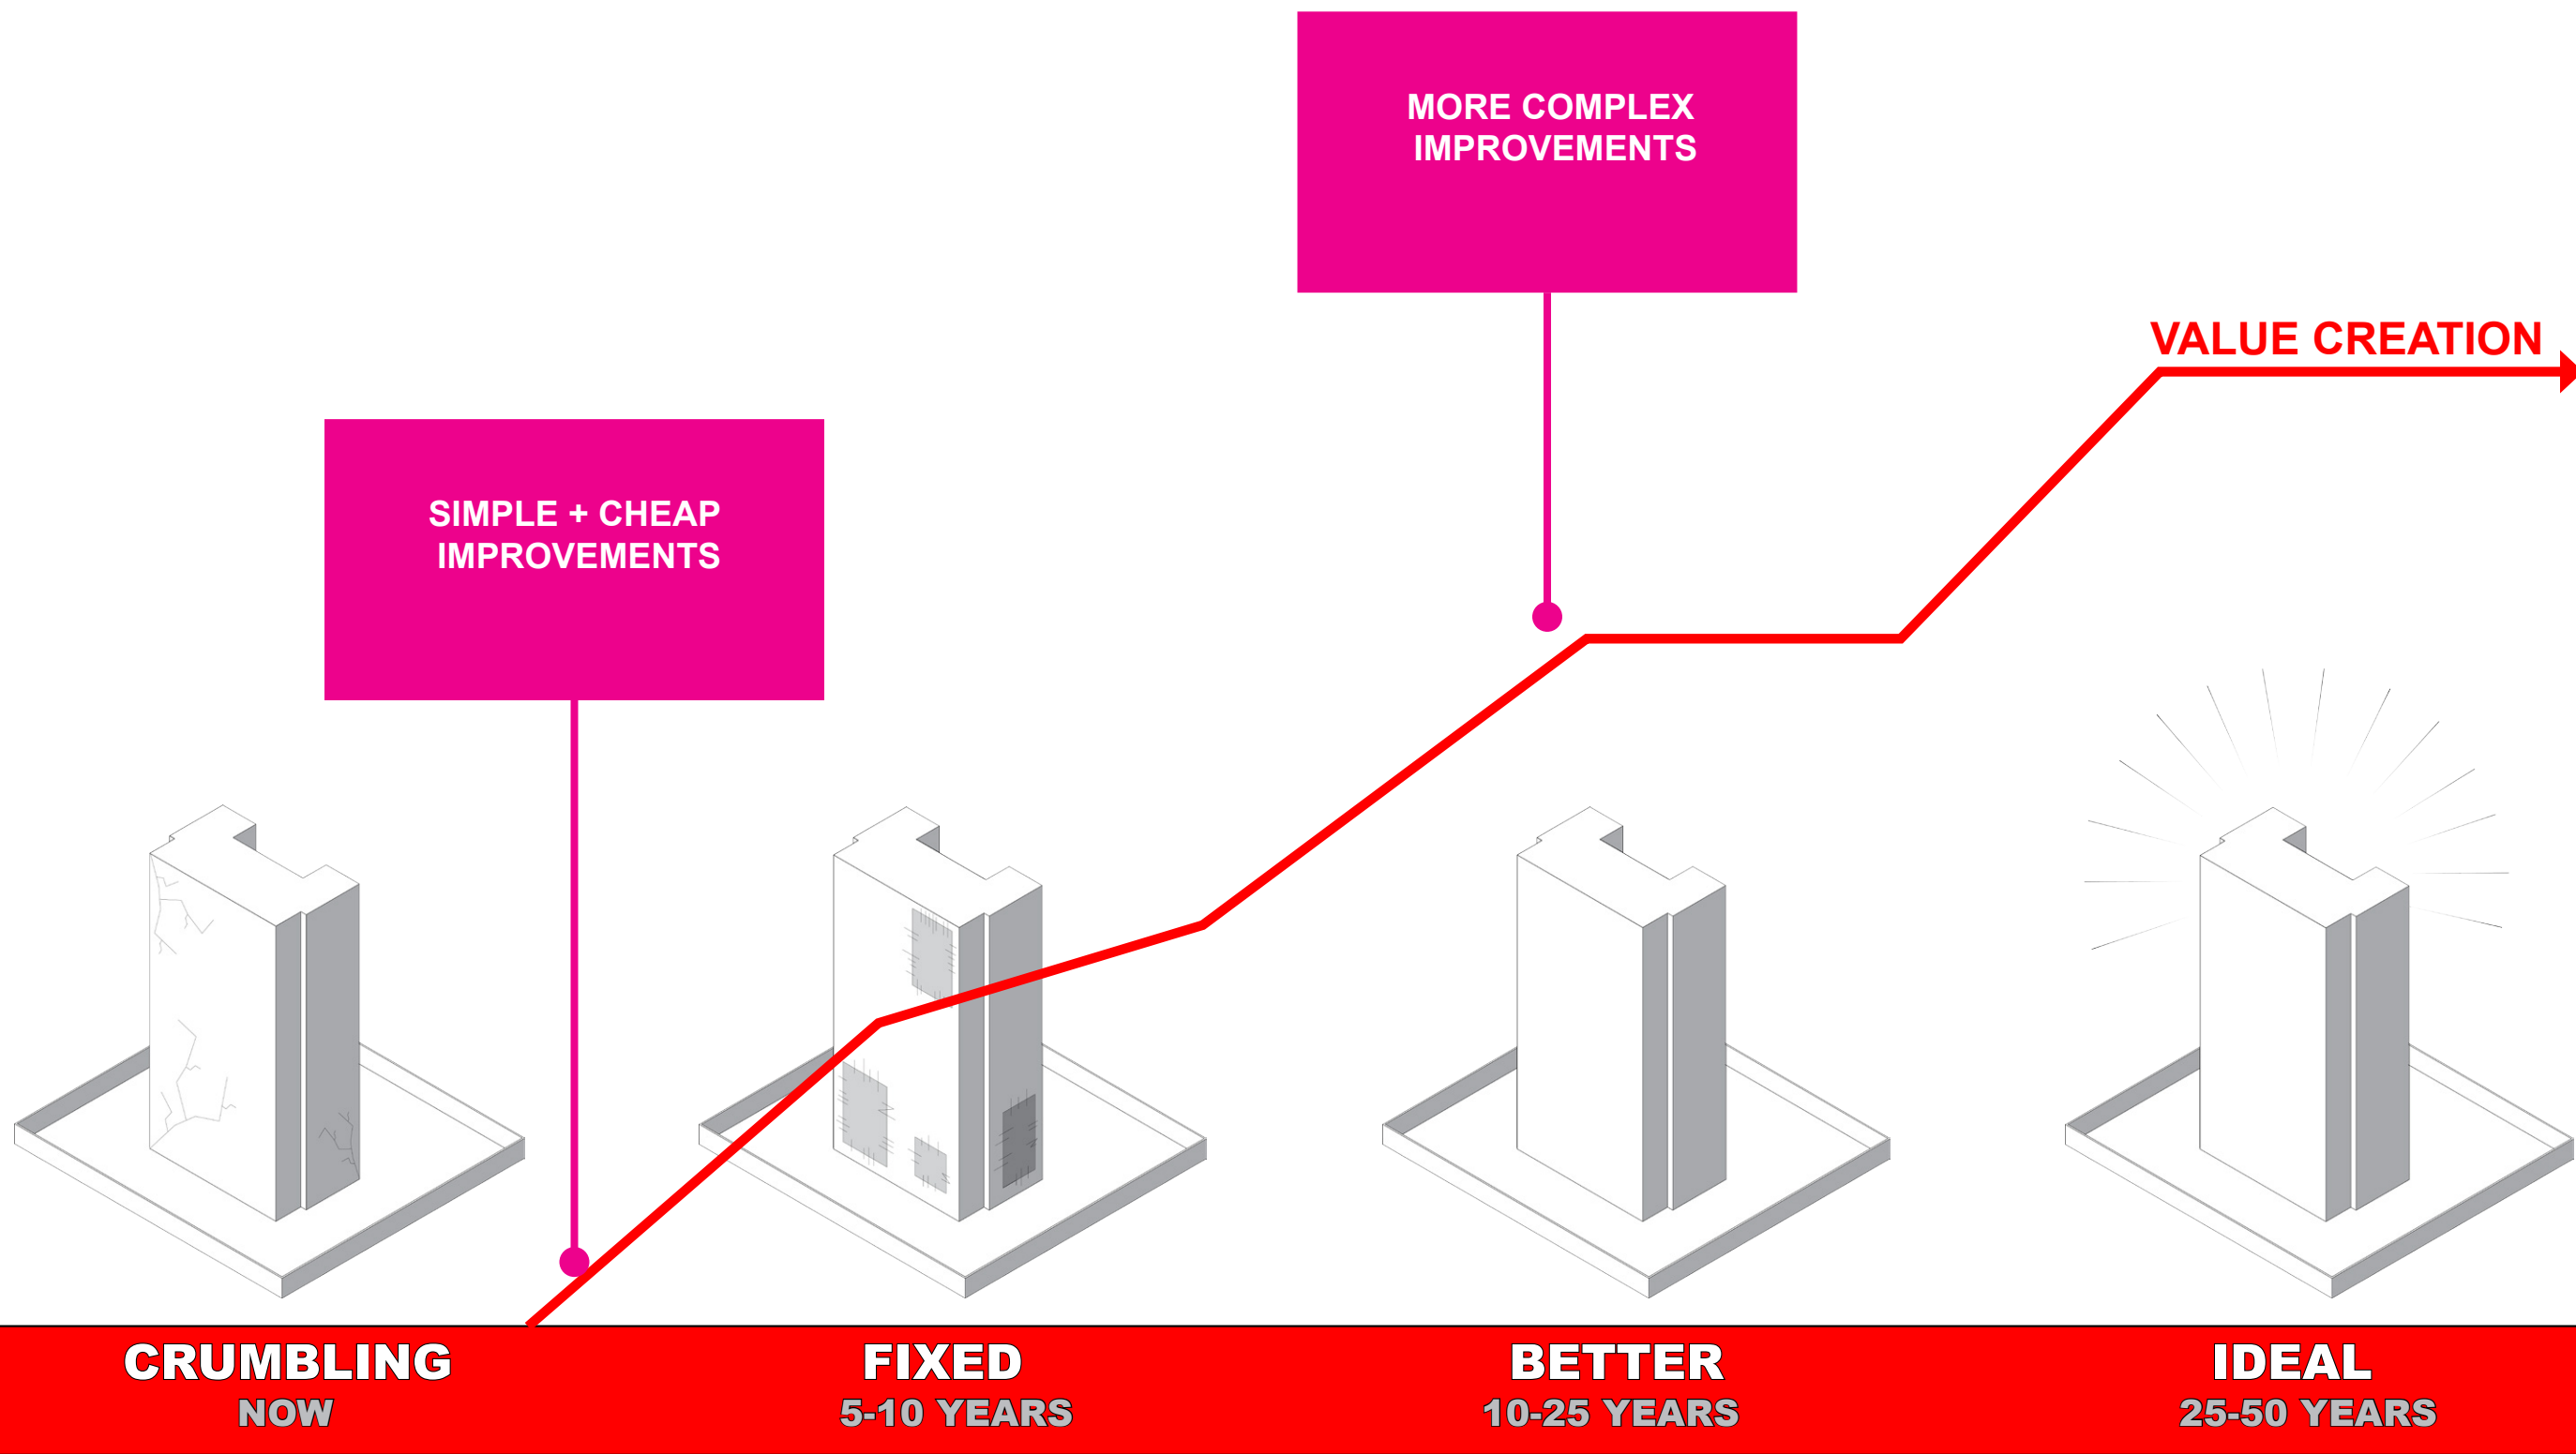 MORE COMPLEX
IMPROVEMENTS
VALUE CREATION
SIMPLE + CHEAP
IMPROVEMENTS
CRUMBLING
NOW
FIXED
5-10 YEARS
BETTER
10-25 YEARS
IDEAL
25-50 YEARS